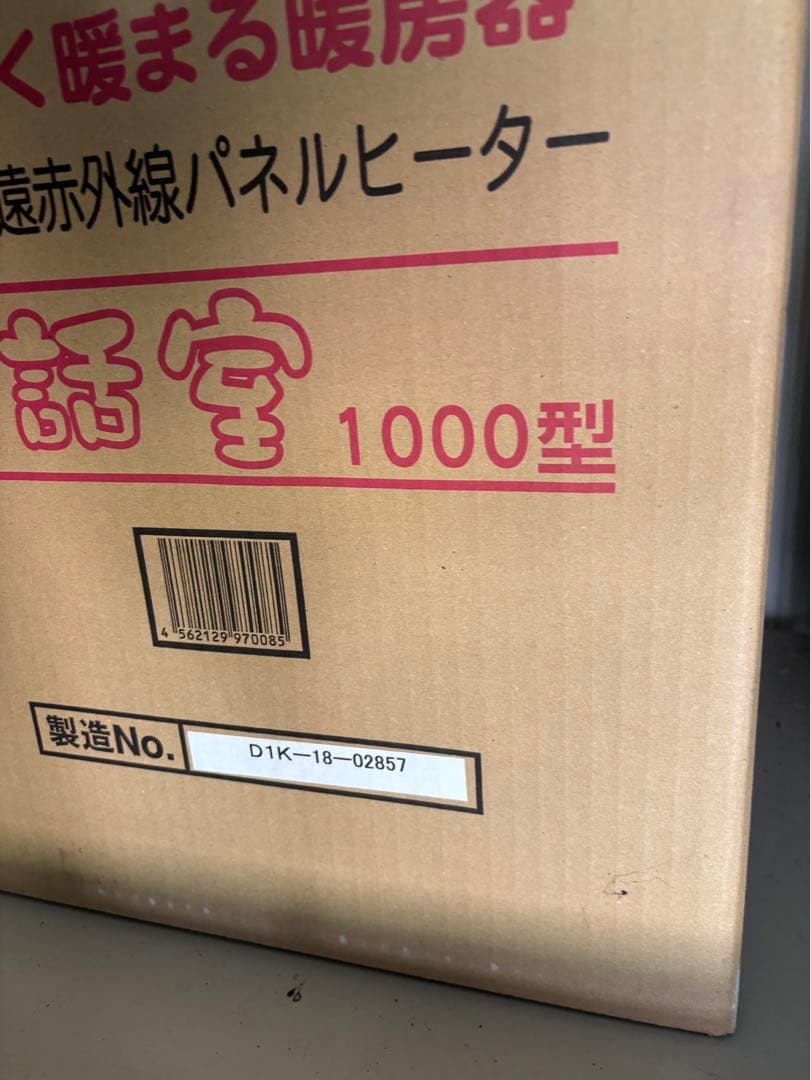 く暖まる暖房器
遠赤外線パネルヒーター
話室 1000型
4 562129 970085
製造No. D1K-18-02857